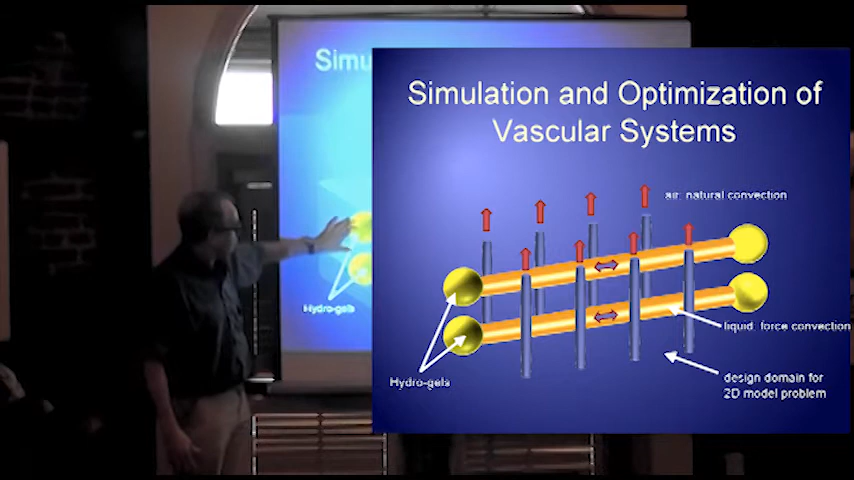 Simu
Simulation and Optimization of
Vascular Systems
air: natural convection
liquid: force convection
Hydro-gels
design domain for
2D model problem
Hydro-gels